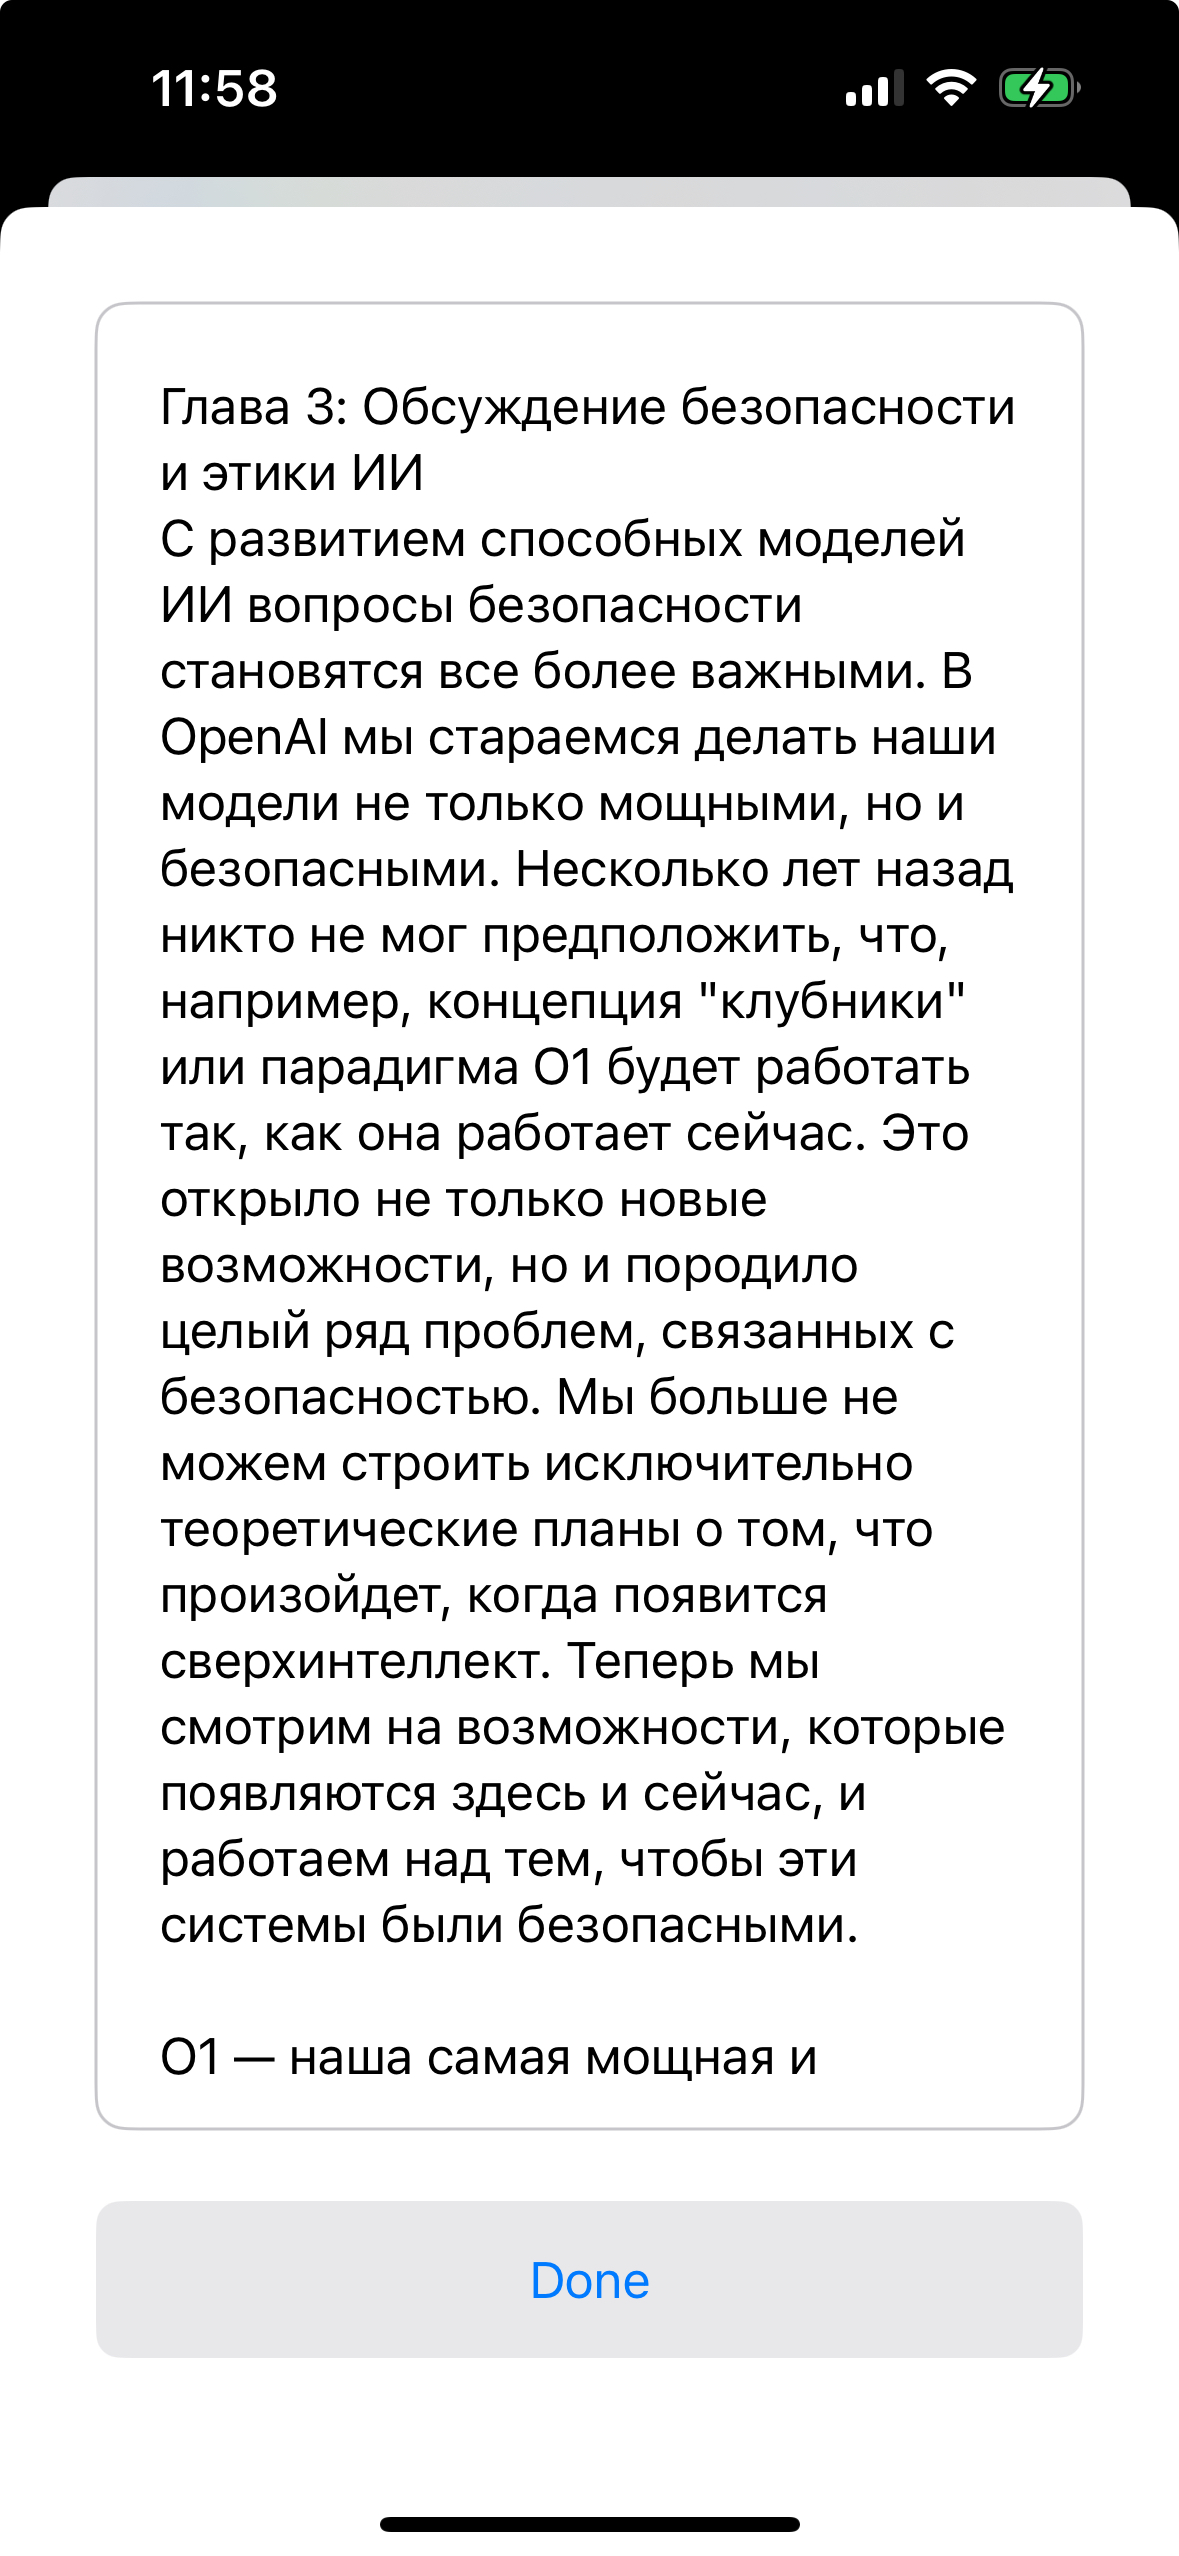 11:58
Глава 3: Обсуждение безопасности
и этики ИИ
С развитием способных моделей
ИИ вопросы безопасности
становятся все более важными. В
OpenAI мы стараемся делать наши
модели не только мощными, но и
безопасными. Несколько лет назад
никто не мог предположить, что,
например, концепция "клубники"
или парадигма O1 будет работать
так, как она работает сейчас. Это
открыло не только новые
возможности, но и породило
целый ряд проблем, связанных с
безопасностью. Мы больше не
можем строить исключительно
теоретические планы о том, что
произойдет, когда появится
сверхинтеллект. Теперь мы
смотрим на возможности, которые
появляются здесь и сейчас, и
работаем над тем, чтобы эти
системы были безопасными.
O1 — наша самая мощная и
Done